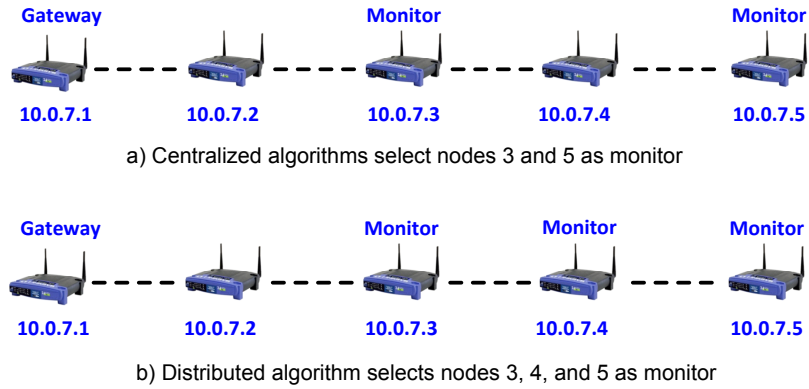 Gateway Monitor Monitor
10.0.7.1 10.0.7.2 10.0.7.3 10.0.7.4 10.0.7.5
a) Centralized algorithms select nodes 3 and 5 as monitor
Gateway Monitor Monitor Monitor
10.0.7.1 10.0.7.2 10.0.7.3 10.0.7.4 10.0.7.5
b) Distributed algorithm selects nodes 3, 4, and 5 as monitor